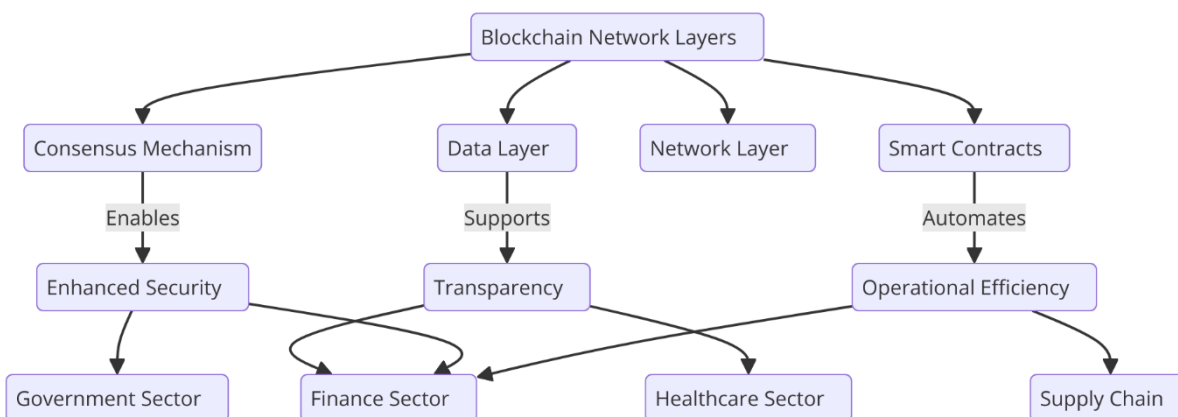 Blockchain Network Layers
Consensus Mechanism
Data Layer
Network Layer
Smart Contracts
Enables
Supports
Automates
Enhanced Security
Transparency
Operational Efficiency
Government Sector
Finance Sector
Healthcare Sector
Supply Chain